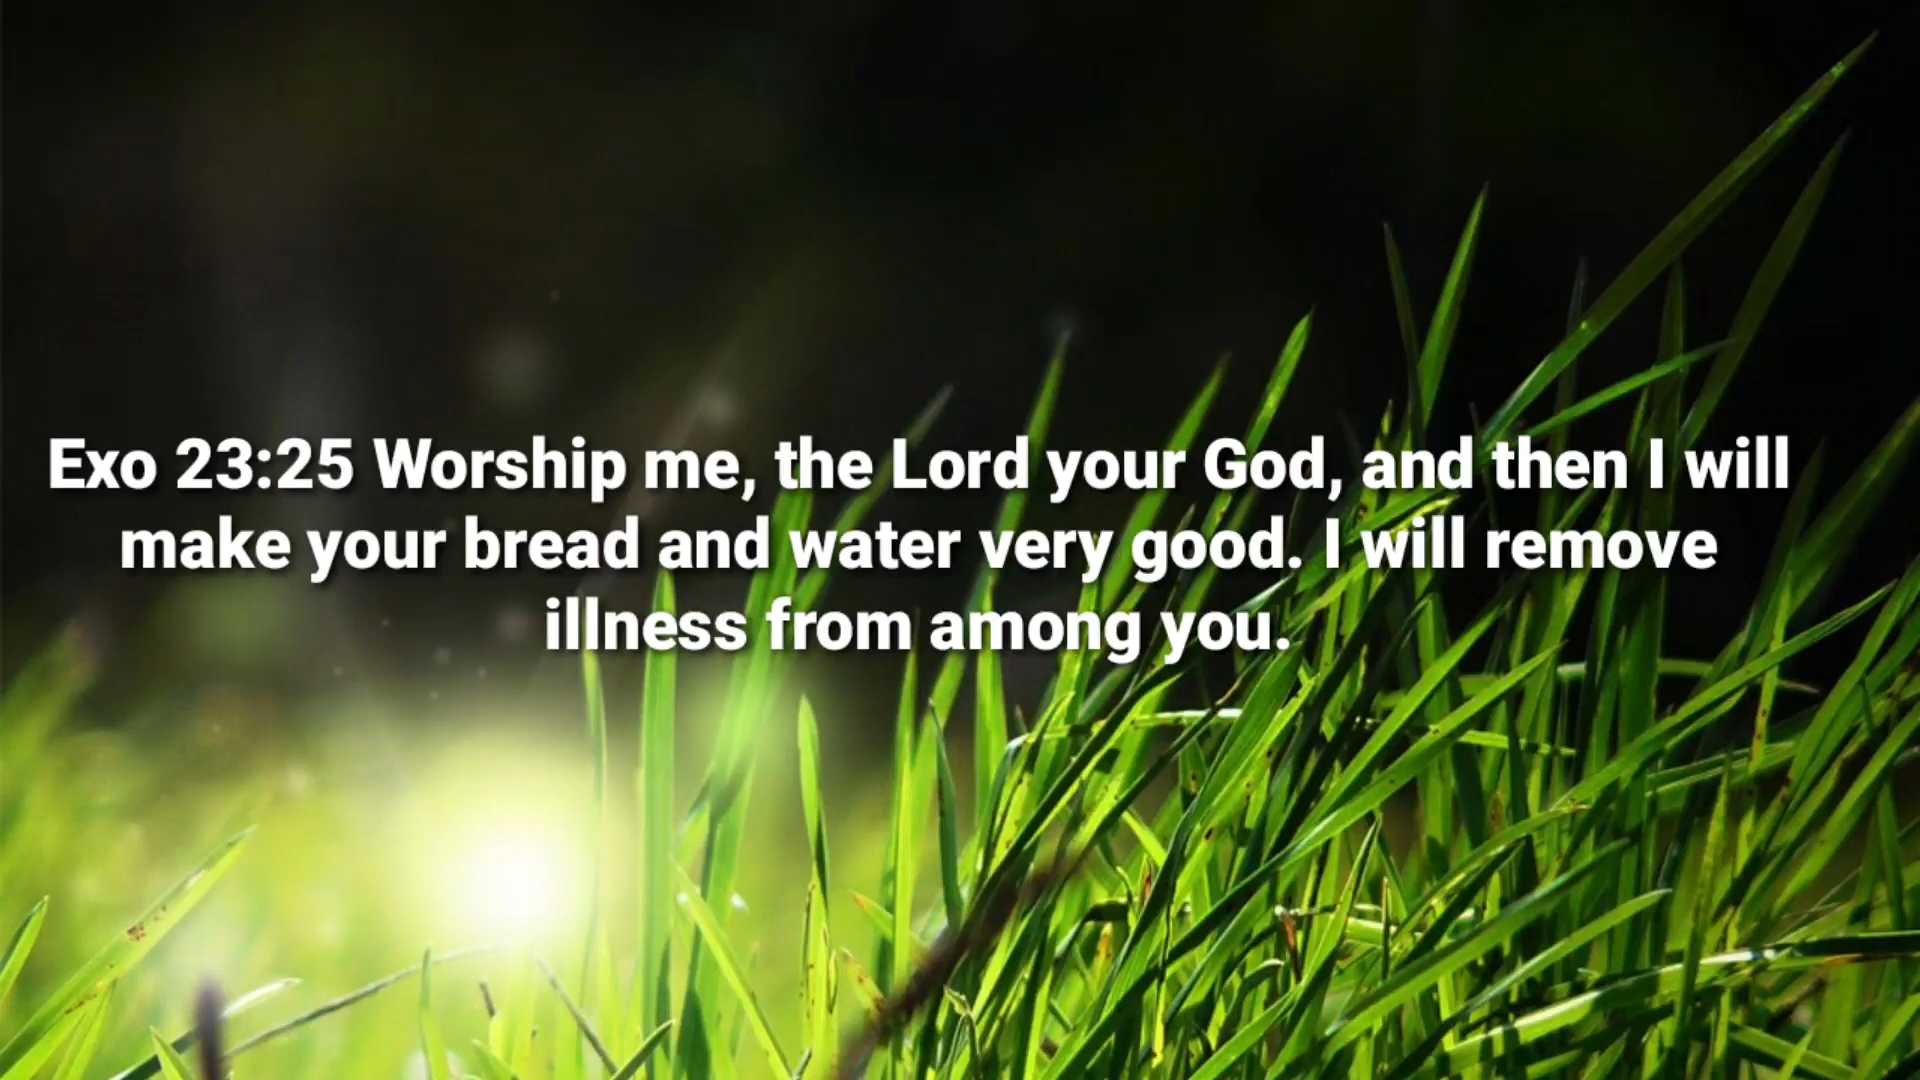 Exo 23:25 Worship me, the Lord your God, and then I will
make your bread and water very good. I will remove
illness from among you.